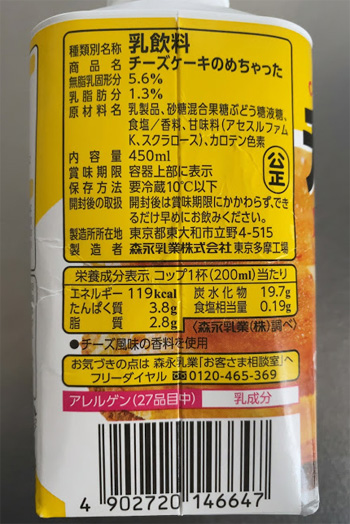 種類別名称 乳飲料
商品名 チーズケーキのめちゃった
無脂乳固形分 5.6%
乳脂肪分 1.3%
原材料名 乳製品、砂糖混合果糖ぶどう糖液糖、
食塩/香料、甘味料(アセスルファム
K、スクラロース)、カロテン色素
内容量 450ml
賞味期限 容器上部に表示
保存方法 要冷蔵10℃以下
公正
開封後の取扱 開封後は賞味期限にかかわらず、でき
るだけ早めにお飲みください。
製造所所在地 東京都東大和市立野4-515
製造者 森永乳業株式会社東京多摩工場
栄養成分表示 コップ1杯(200ml)当たり
エネルギー 119kcal 炭水化物 19.7g
たんぱく質 3.8g 食塩相当量 0.19g
脂質 2.8g 〈森永乳業(株)調べ〉
●チーズ風味の香料を使用
お気づきの点は 森永乳業「お客さま相談室」へ
フリーダイヤル 0120-465-369
アレルゲン(27品目中) 乳成分
4 902720 146647